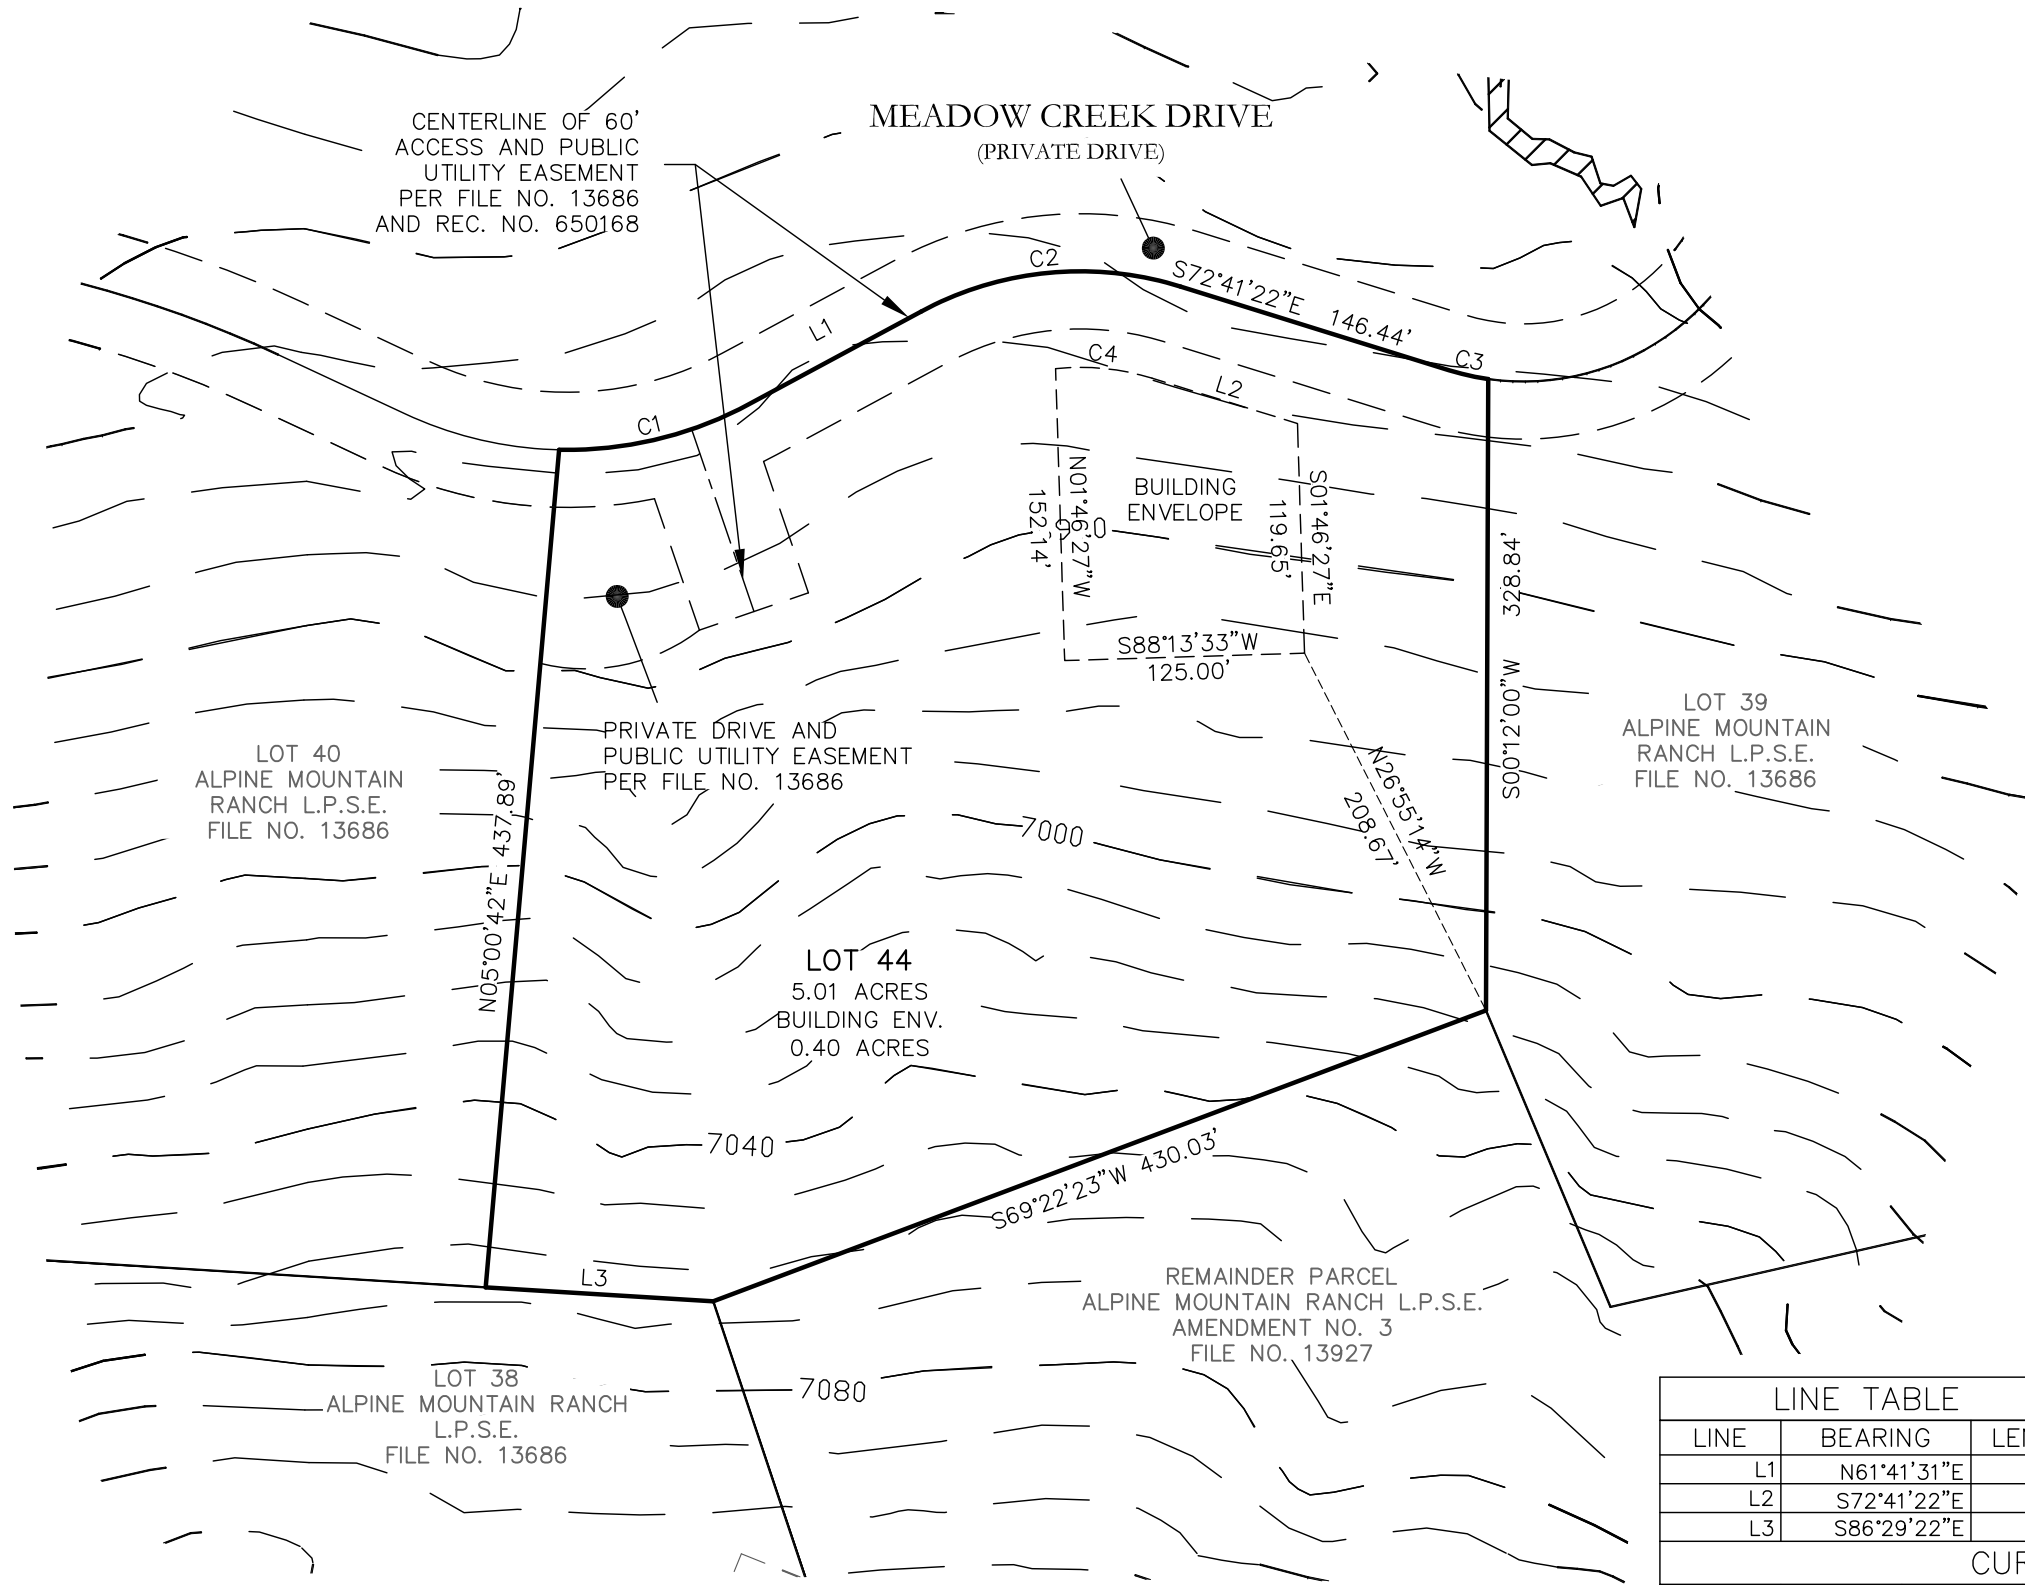 CENTERLINE OF 60'
ACCESS AND PUBLIC
UTILITY EASEMENT
PER FILE NO. 13686
AND REC. NO. 650168
MEADOW CREEK DRIVE
(PRIVATE DRIVE)
C2
S72°41'22"E 146.44'
L1
C3
C4
L2
C1
N01°46'27"W
152.14'
BUILDING
ENVELOPE
S01°46'27"E
119.65'
S88°13'33"W
125.00'
S00°12'00"W 328.84'
PRIVATE DRIVE AND
PUBLIC UTILITY EASEMENT
PER FILE NO. 13686
LOT 40
ALPINE MOUNTAIN
RANCH L.P.S.E.
FILE NO. 13686
LOT 39
ALPINE MOUNTAIN
RANCH L.P.S.E.
FILE NO. 13686
N05°00'42"E 437.89'
N26°55'14"W
208.67'
7000
LOT 44
5.01 ACRES
BUILDING ENV.
0.40 ACRES
7040
S69°22'23"W 430.03'
L3
REMAINDER PARCEL
ALPINE MOUNTAIN RANCH L.P.S.E.
AMENDMENT NO. 3
FILE NO. 13927
LOT 38
ALPINE MOUNTAIN RANCH
L.P.S.E.
FILE NO. 13686
7080
LINE TABLE
LINE BEARING
L1 N61°41'31"E
L2 S72°41'22"E
L3 S86°29'22"E